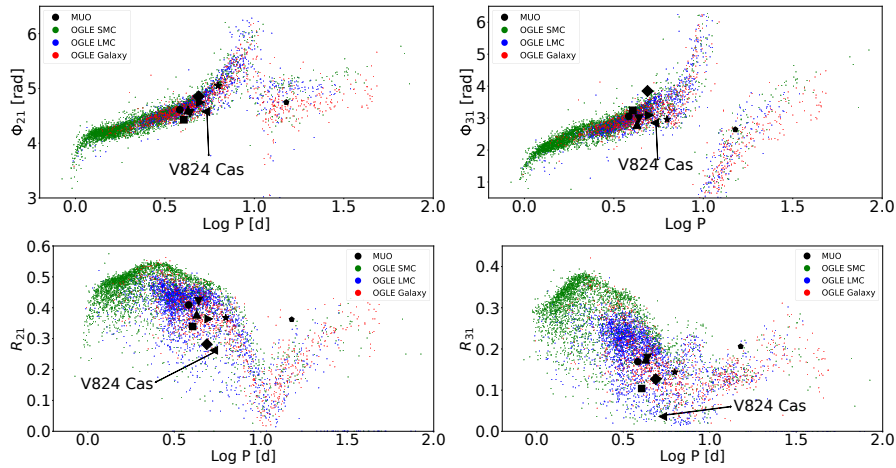 MUO
OGLE SMC
OGLE LMC
OGLE Galaxy
Φ21 [rad]
6
5
4
3
V824 Cas
0.0 0.5 1.0 1.5 2.0
Log P [d]
MUO
OGLE SMC
OGLE LMC
OGLE Galaxy
Φ31 [rad]
6
5
4
3
2
1
V824 Cas
0.0 0.5 1.0 1.5 2.0
Log P
MUO
OGLE SMC
OGLE LMC
OGLE Galaxy
R21
0.6
0.5
0.4
0.3
0.2
0.1
0.0
V824 Cas
0.0 0.5 1.0 1.5 2.0
Log P [d]
MUO
OGLE SMC
OGLE LMC
OGLE Galaxy
R31
0.4
0.3
0.2
0.1
0.0
V824 Cas
0.0 0.5 1.0 1.5 2.0
Log P [d]